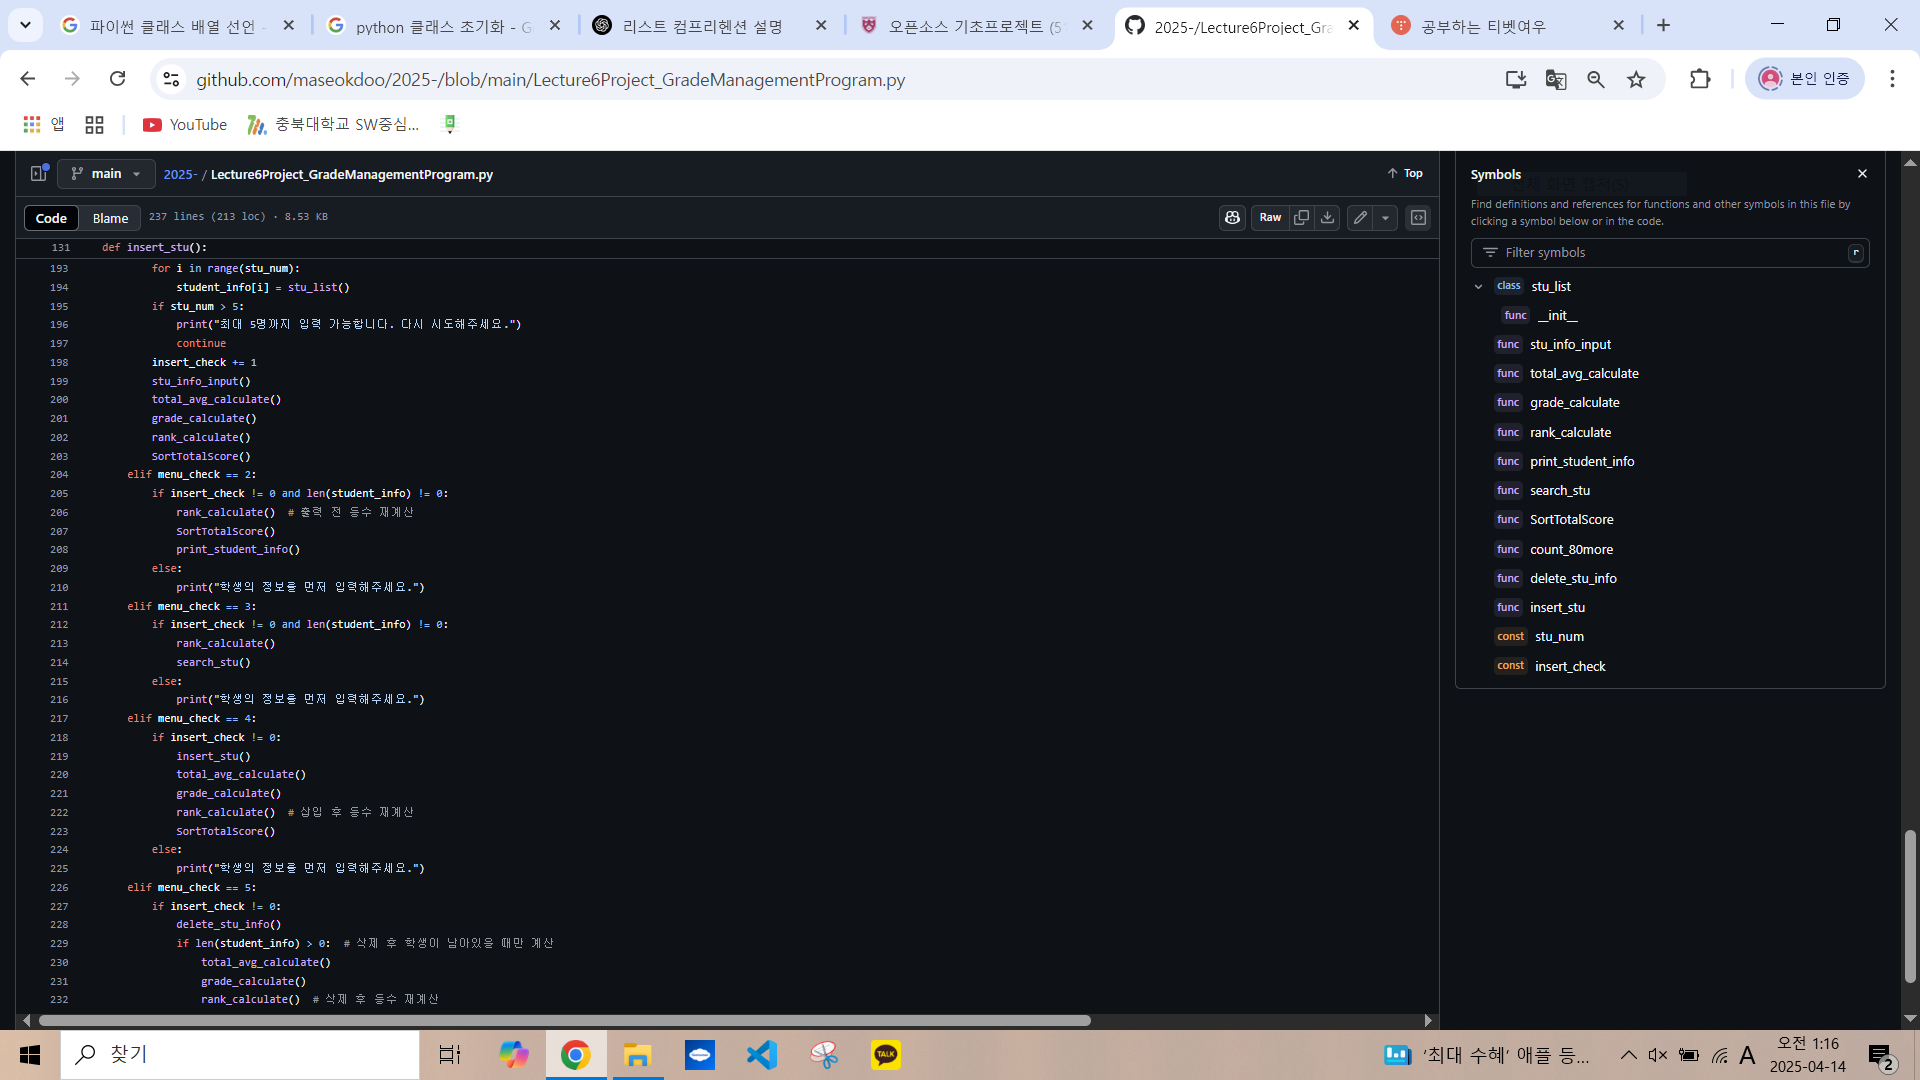 파이썬 클래스 배열 선언 -
python 클래스 초기화 - G
리스트 컴프리헨션 설명
오픈소스 기초프로젝트 (5
2025-/Lecture6Project_Gra
공부하는 티벳여우
github.com/maseokdoo/2025-/blob/main/Lecture6Project_GradeManagementProgram.py
본인 인증
앱
YouTube
충북대학교 SW중심...
main
2025- / Lecture6Project_GradeManagementProgram.py
Top
Code Blame 237 lines (213 loc) · 8.53 KB
Raw
131 def insert_stu():
193 for i in range(stu_num):
194 student_info[i] = stu_list()
195 if stu_num > 5:
196 print("최대 5명까지 입력 가능합니다. 다시 시도해주세요.")
197 continue
198 insert_check += 1
199 stu_info_input()
200 total_avg_calculate()
201 grade_calculate()
202 rank_calculate()
203 SortTotalScore()
204 elif menu_check == 2:
205 if insert_check != 0 and len(student_info) != 0:
206 rank_calculate() # 출력 전 등수 재계산
207 SortTotalScore()
208 print_student_info()
209 else:
210 print("학생의 정보를 먼저 입력해주세요.")
211 elif menu_check == 3:
212 if insert_check != 0 and len(student_info) != 0:
213 rank_calculate()
214 search_stu()
215 else:
216 print("학생의 정보를 먼저 입력해주세요.")
217 elif menu_check == 4:
218 if insert_check != 0:
219 insert_stu()
220 total_avg_calculate()
221 grade_calculate()
222 rank_calculate() # 삽입 후 등수 재계산
223 SortTotalScore()
224 else:
225 print("학생의 정보를 먼저 입력해주세요.")
226 elif menu_check == 5:
227 if insert_check != 0:
228 delete_stu_info()
229 if len(student_info) > 0: # 삭제 후 학생이 남아있을 때만 계산
230 total_avg_calculate()
231 grade_calculate()
232 rank_calculate() # 삭제 후 등수 재계산
Symbols
Find definitions and references for functions and other symbols in this file by
clicking a symbol below or in the code.
Filter symbols r
class stu_list
func __init__
func stu_info_input
func total_avg_calculate
func grade_calculate
func rank_calculate
func print_student_info
func search_stu
func SortTotalScore
func count_80more
func delete_stu_info
func insert_stu
const stu_num
const insert_check
찾기
TALK
'최대 수혜' 애플 등...
A
오전 1:16
2025-04-14
2